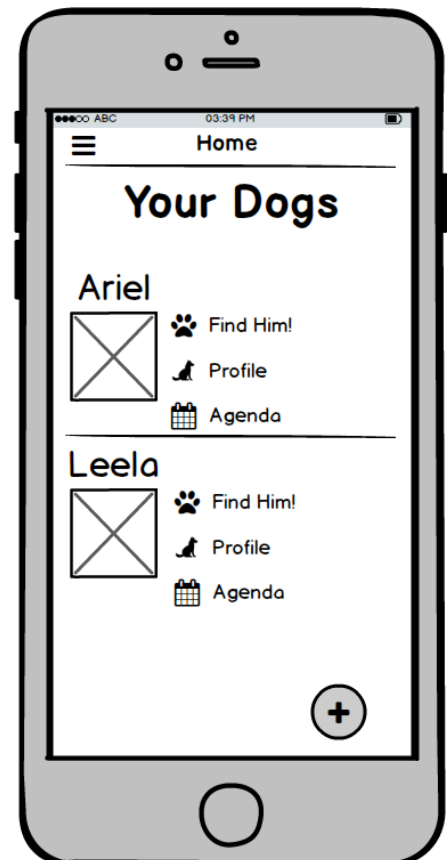 ABC 03:39 PM
Home
Your Dogs
Ariel
Find Him!
Profile
Agenda
Leela
Find Him!
Profile
Agenda